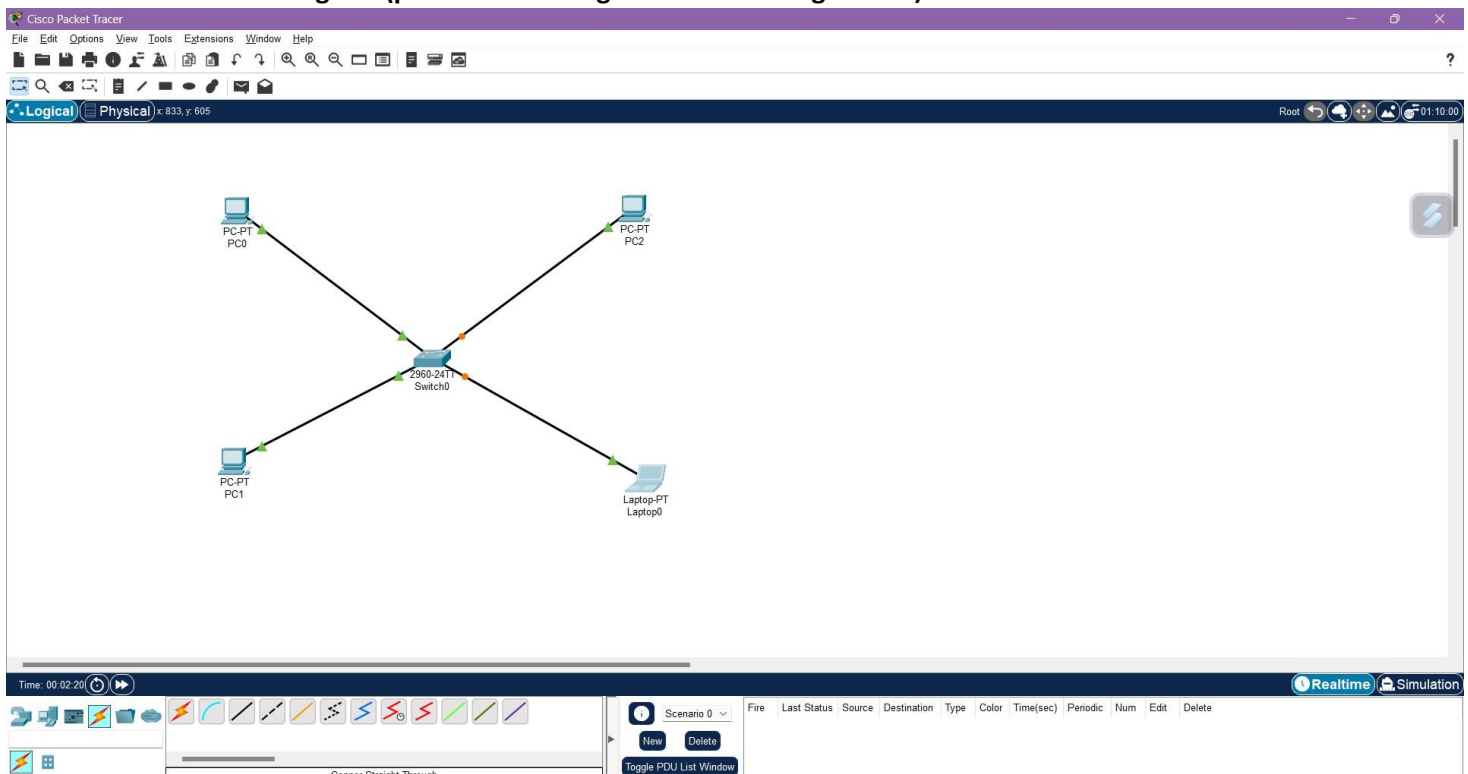 Cisco Packet Tracer
File Edit Options View Tools Extensions Window Help
?
Logical Physical x: 833, y: 605 Root 01:10:00
PC-PT
PC0
PC-PT
PC2
2960-24TT
Switch0
PC-PT
PC1
Laptop-PT
Laptop0
Time: 00:02:20 Realtime Simulation
Scenario 0 Fire Last Status Source Destination Type Color Time(sec) Periodic Num Edit Delete
New Delete
Toggle PDU List Window